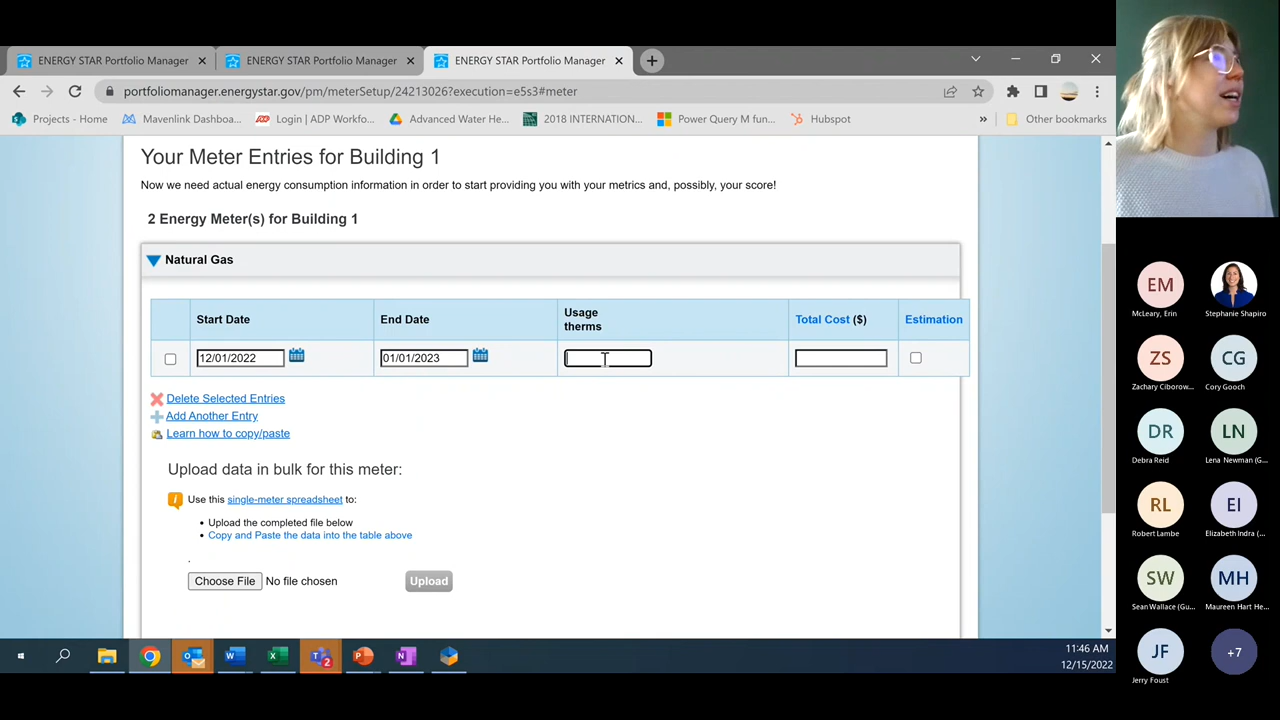 ENERGY STAR Portfolio Manager
ENERGY STAR Portfolio Manager
ENERGY STAR Portfolio Manager
portfoliomanager.energystar.gov/pm/meterSetup/24213026?execution=e5s3#meter
Projects - Home
Mavenlink Dashboa...
Login | ADP Workfo...
Advanced Water He...
2018 INTERNATION...
Power Query M fun...
Hubspot
»
Other bookmarks
Your Meter Entries for Building 1
Now we need actual energy consumption information in order to start providing you with your metrics and, possibly, your score!
2 Energy Meter(s) for Building 1
Natural Gas
Start Date
End Date
Usage
therms
Total Cost ($)
Estimation
12/01/2022
01/01/2023
Delete Selected Entries
Add Another Entry
Learn how to copy/paste
Upload data in bulk for this meter:
Use this single-meter spreadsheet to:
• Upload the completed file below
• Copy and Paste the data into the table above
.
Choose File No file chosen
Upload
11:46 AM
12/15/2022
EM
McLeary, Erin
Stephanie Shapiro
ZS
Zachary Ciborow...
CG
Cory Gooch
DR
Debra Reid
LN
Lena Newman (G...
RL
Robert Lambe
EI
Elizabeth Indra (...
SW
Sean Wallace (Gu...
MH
Maureen Hart He...
JF
Jerry Foust
+7